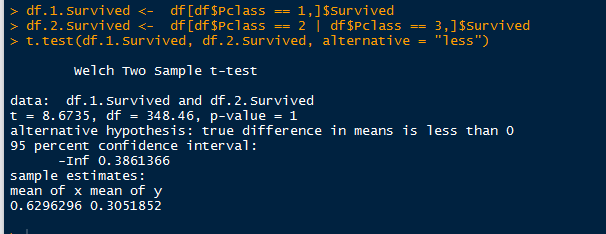 > df.1.Survived <-  df[df$Pclass == 1,]$Survived
> df.2.Survived <-  df[df$Pclass == 2 | df$Pclass == 3,]$Survived
> t.test(df.1.Survived, df.2.Survived, alternative = "less")
        Welch Two Sample t-test
data:  df.1.Survived and df.2.Survived
t = 8.6735, df = 348.46, p-value = 1
alternative hypothesis: true difference in means is less than 0
95 percent confidence interval:
      -Inf 0.3861366
sample estimates:
mean of x mean of y
0.6296296 0.3051852